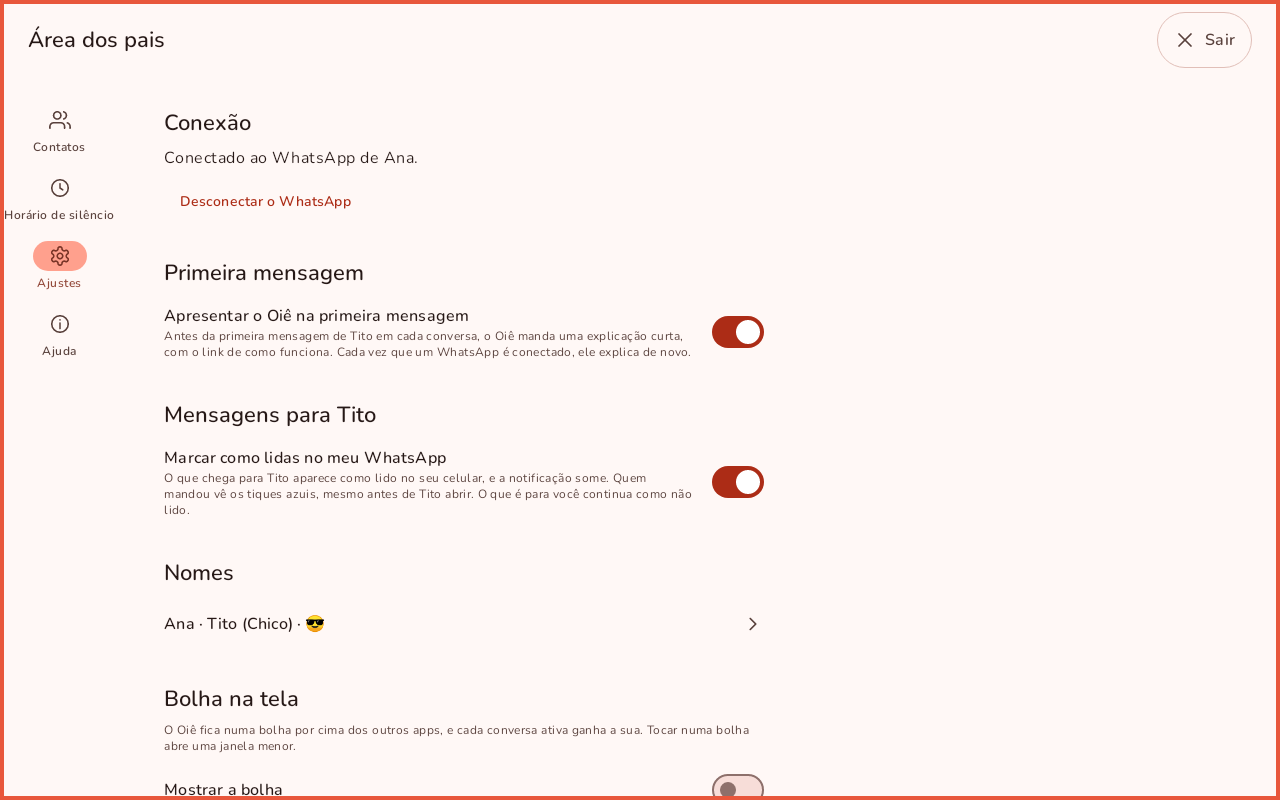 Área dos pais
Sair
Contatos
Horário de silêncio
Ajustes
Ajuda
Conexão
Conectado ao WhatsApp de Ana.
Desconectar o WhatsApp
Primeira mensagem
Apresentar o Oiê na primeira mensagem
Antes da primeira mensagem de Tito em cada conversa, o Oiê manda uma explicação curta,
com o link de como funciona. Cada vez que um WhatsApp é conectado, ele explica de novo.
Mensagens para Tito
Marcar como lidas no meu WhatsApp
O que chega para Tito aparece como lido no seu celular, e a notificação some. Quem
mandou vê os tiques azuis, mesmo antes de Tito abrir. O que é para você continua como não
lido.
Nomes
Ana · Tito (Chico) · 😎
Bolha na tela
O Oiê fica numa bolha por cima dos outros apps, e cada conversa ativa ganha a sua. Tocar numa bolha
abre uma janela menor.
Mostrar a bolha